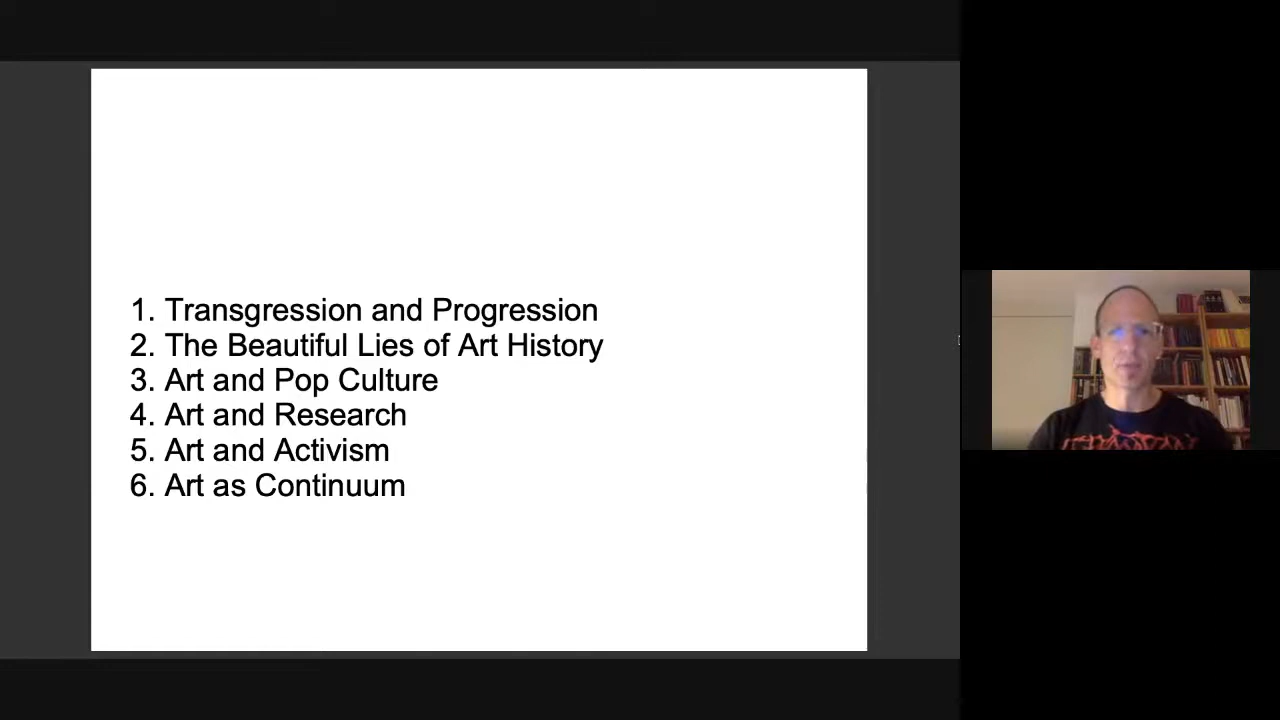 1. Transgression and Progression
2. The Beautiful Lies of Art History
3. Art and Pop Culture
4. Art and Research
5. Art and Activism
6. Art as Continuum